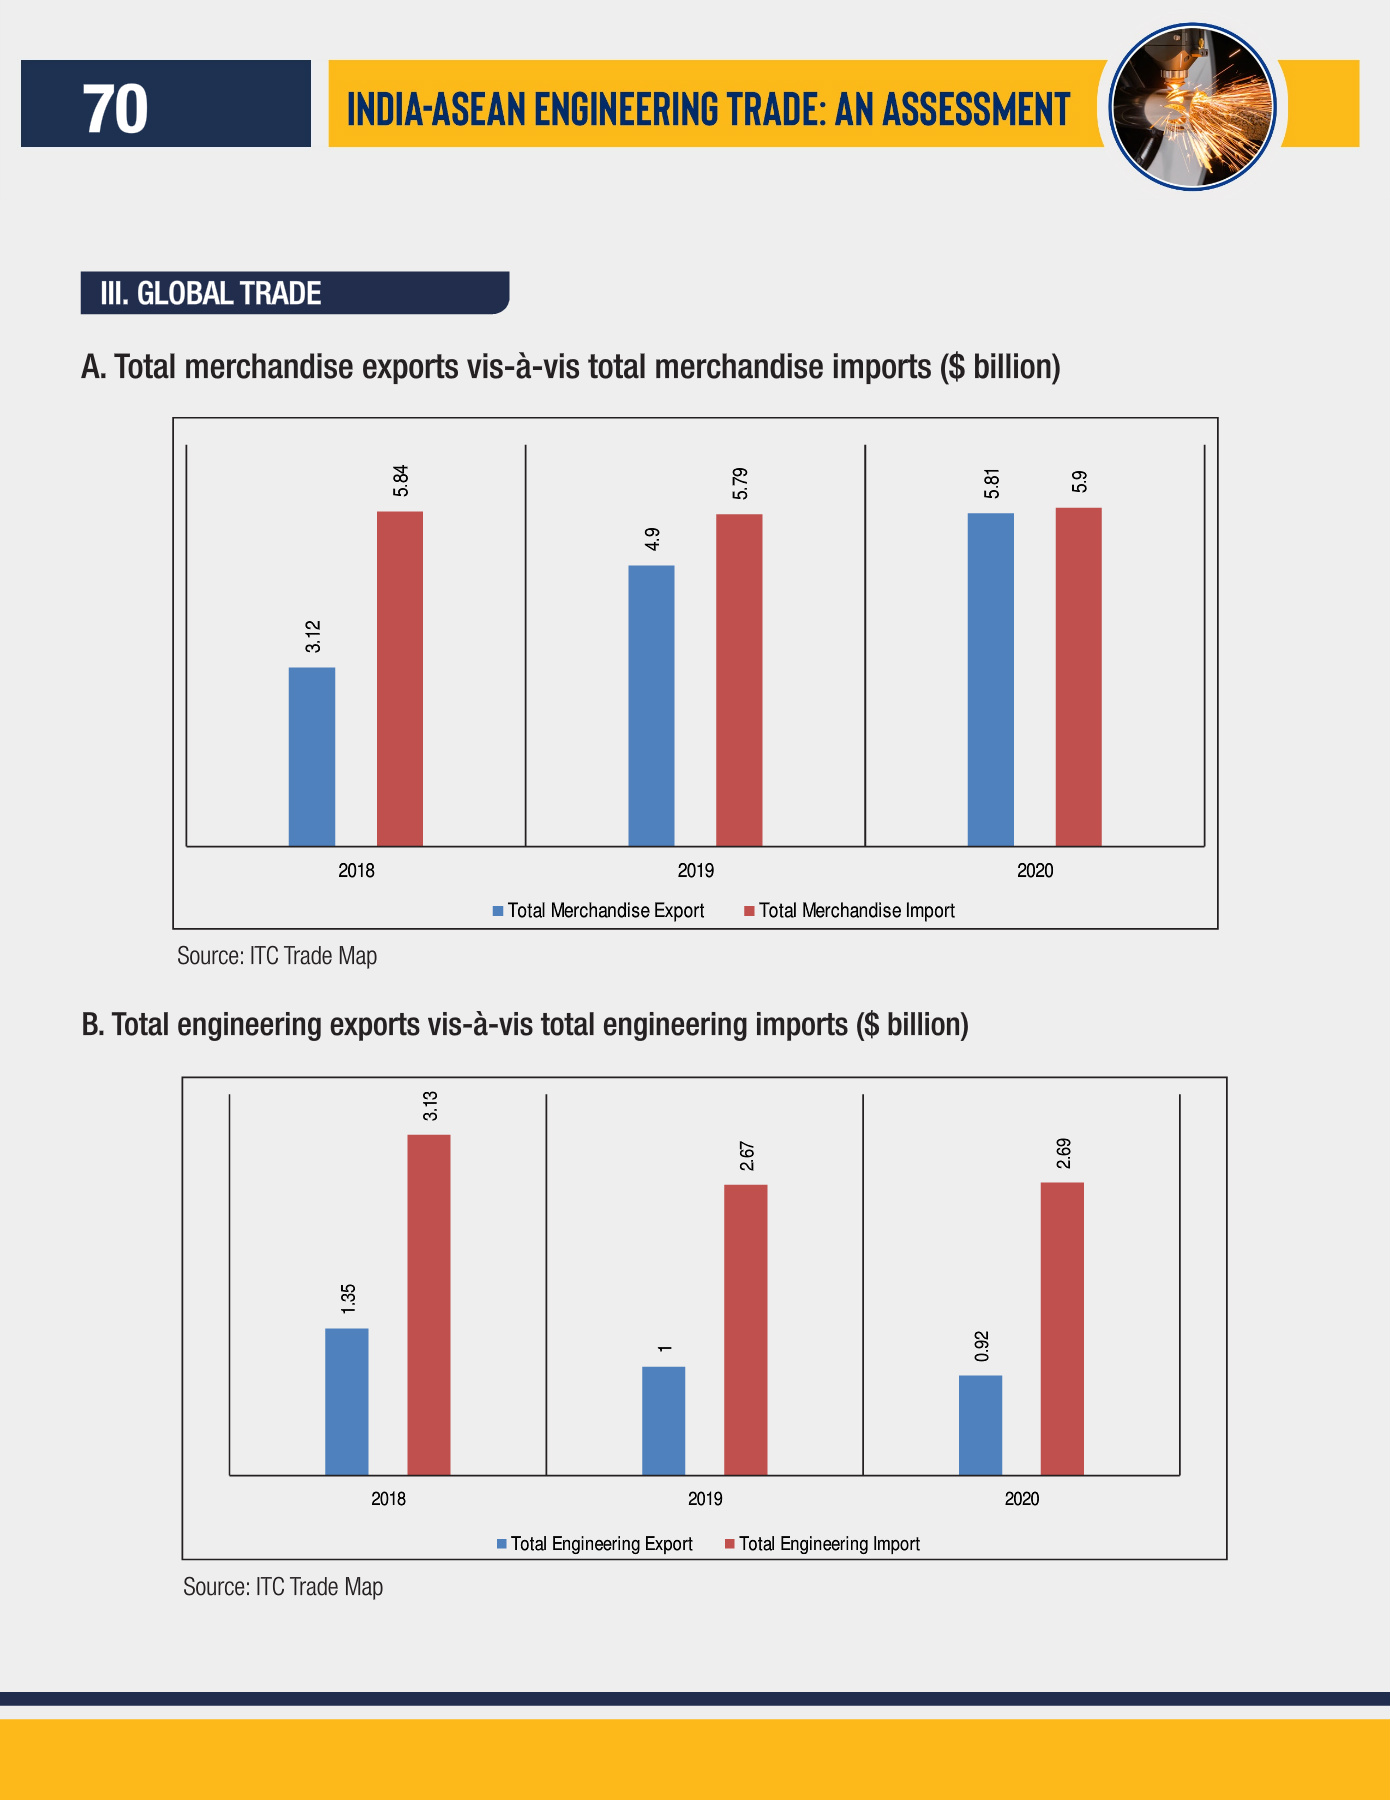 70
INDIA-ASEAN ENGINEERING TRADE: AN ASSESSMENT
III. GLOBAL TRADE
A. Total merchandise exports vis-à-vis total merchandise imports ($ billion)
3.12
5.84
4.9
5.79
5.81
5.9
2018
2019
2020
Total Merchandise Export
Total Merchandise Import
Source: ITC Trade Map
B. Total engineering exports vis-à-vis total engineering imports ($ billion)
1.35
3.13
1
2.67
0.92
2.69
2018
2019
2020
Total Engineering Export
Total Engineering Import
Source: ITC Trade Map